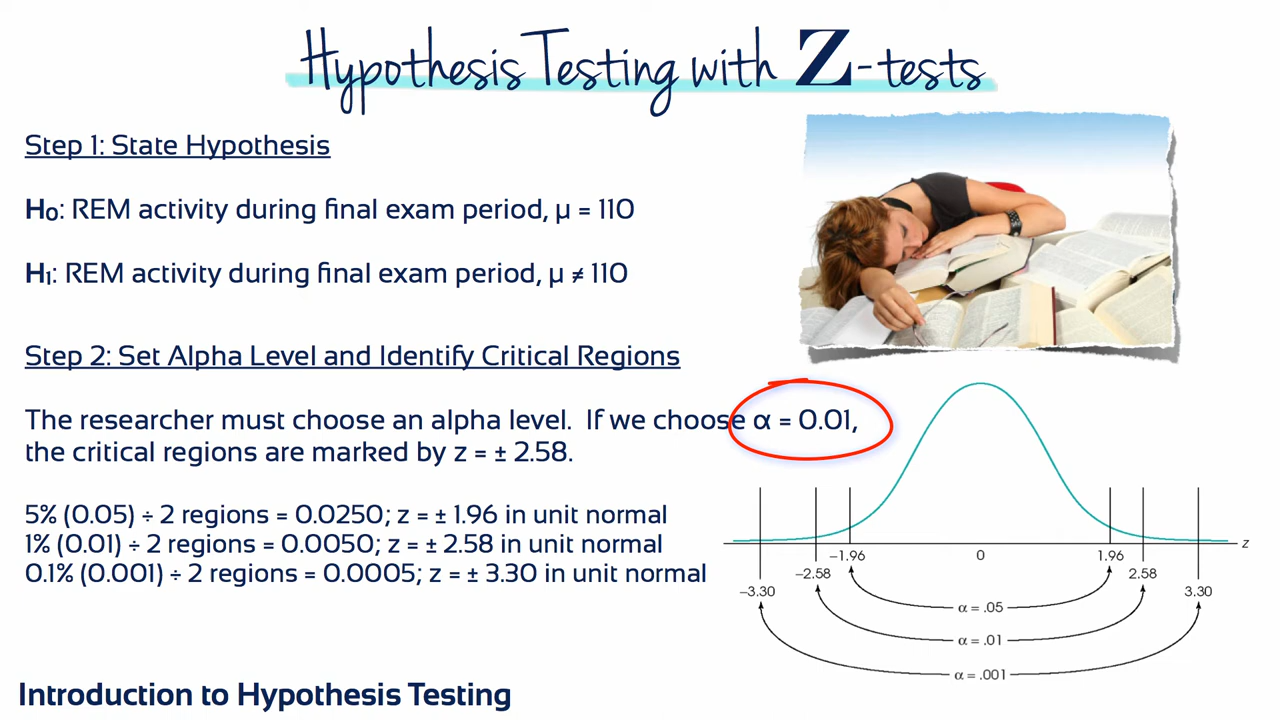 Hypothesis Testing with Z-tests
Step 1: State Hypothesis
H₀: REM activity during final exam period, μ = 110
H₁: REM activity during final exam period, μ ≠ 110
Step 2: Set Alpha Level and Identify Critical Regions
The researcher must choose an alpha level.  If we choose α = 0.01,
the critical regions are marked by z = ± 2.58.
5% (0.05) ÷ 2 regions = 0.0250; z = ± 1.96 in unit normal
1% (0.01) ÷ 2 regions = 0.0050; z = ± 2.58 in unit normal
0.1% (0.001) ÷ 2 regions = 0.0005; z = ± 3.30 in unit normal
z
–1.96 0 1.96
–2.58 2.58
–3.30 3.30
α = .05
α = .01
α = .001
Introduction to Hypothesis Testing